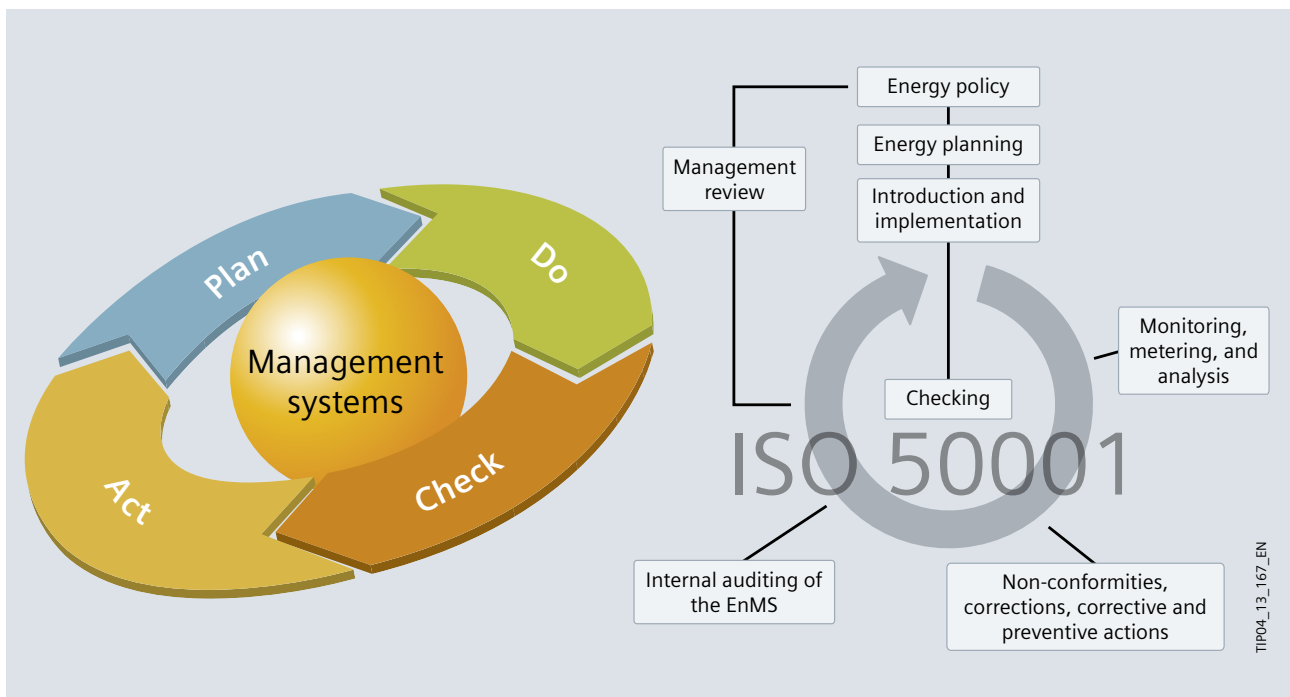 Plan
Do
Check
Act
Management
systems
Energy policy
Energy planning
Introduction and
implementation
Management
review
Checking
Monitoring,
metering, and
analysis
ISO 50001
Internal auditing of
the EnMS
Non-conformities,
corrections, corrective and
preventive actions
TIP04_13_167_EN